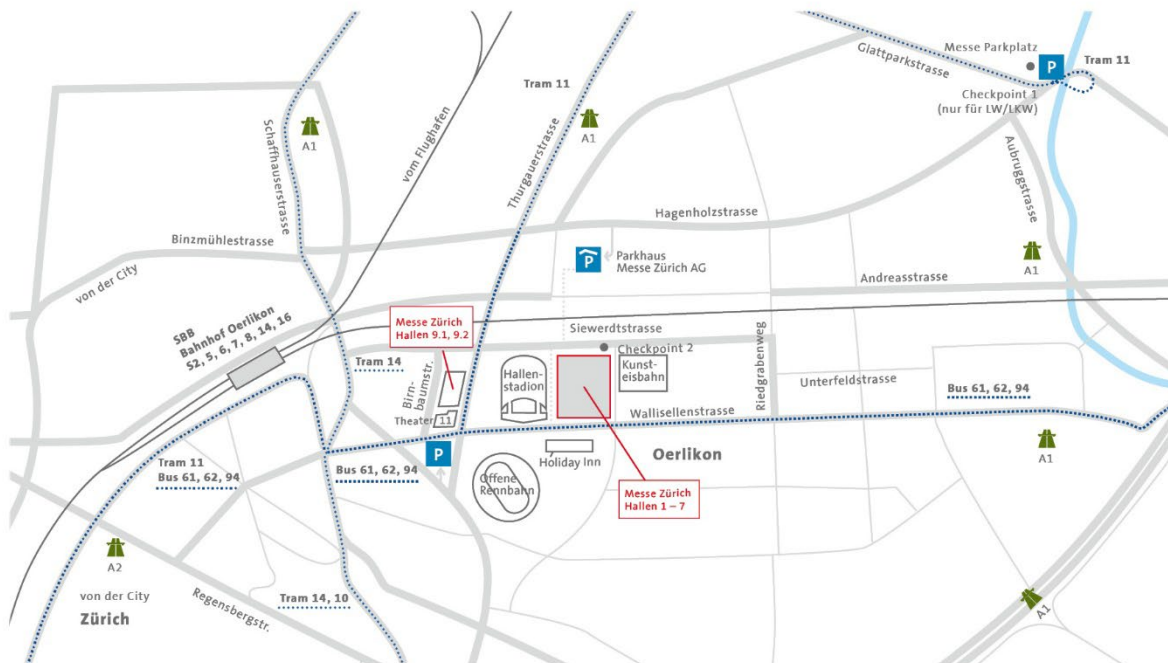 Glattparkstrasse
Messe Parkplatz
P
Tram 11
Checkpoint 1
(nur für LW/LKW)
Tram 11
A1
A1
Schaffhauserstrasse
vom Flughafen
Thurgauerstrasse
Aubruggstrasse
Hagenholzstrasse
Binzmühlestrasse
von der City
P
Parkhaus
Messe Zürich AG
A1
Andreasstrasse
SBB
Bahnhof Oerlikon
S2, 5, 6, 7, 8, 14, 16
Messe Zürich
Hallen 9.1, 9.2
Siewerdtstrasse
Checkpoint 2
Tram 14
Birn-
baumstr.
Hallen-
stadion
Kunst-
eisbahn
Riedgrabenweg
Unterfeldstrasse
Bus 61, 62, 94
Theater 11
Wallisellenstrasse
P
Holiday Inn
Oerlikon
A1
Tram 11
Bus 61, 62, 94
Bus 61, 62, 94
Offene
Rennbahn
Messe Zürich
Hallen 1 – 7
A2
von der City
Zürich
Regensbergstr.
Tram 14, 10
A1